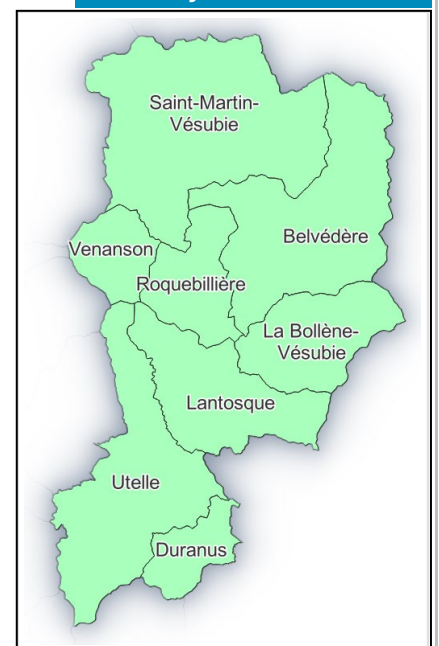 Saint-Martin-
Vésubie
Belvédère
Venanson
Roquebillière
La Bollène-
Vésubie
Lantosque
Utelle
Duranus